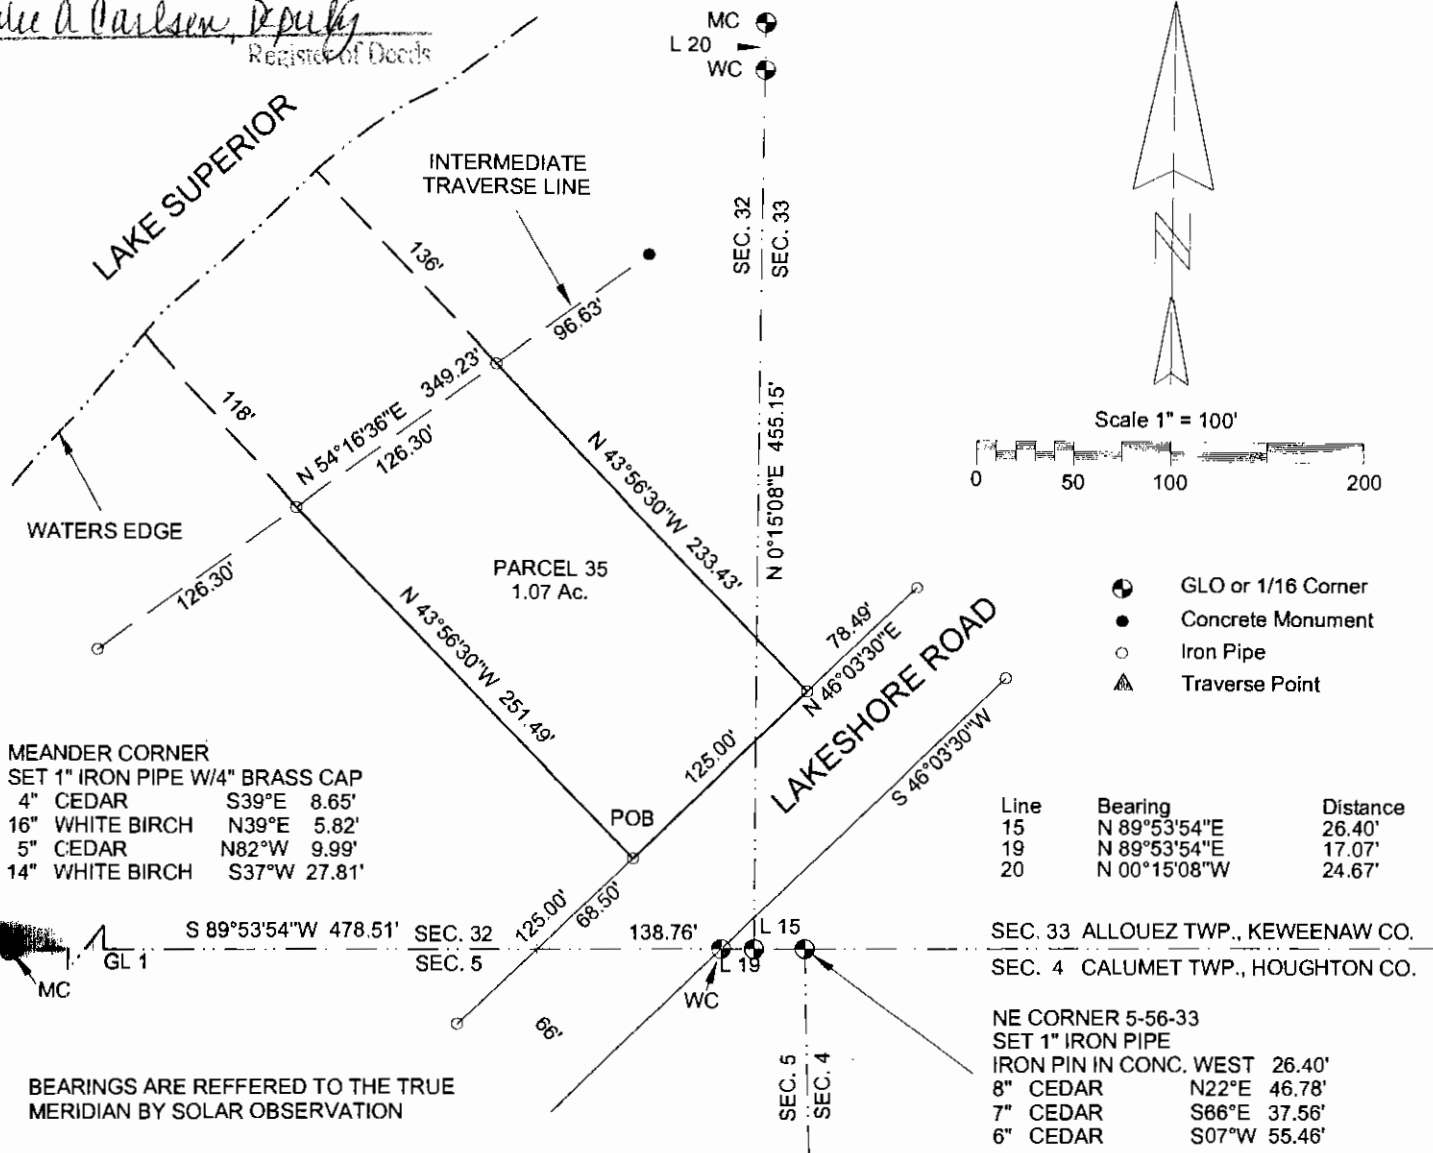 A Carlsen, Deputy
Register of Deeds
MC
L 20
WC
LAKE SUPERIOR
INTERMEDIATE
TRAVERSE LINE
136'
96.63'
SEC. 32
SEC. 33
N
Scale 1" = 100'
0 50 100 200
118'
N 54°16'36"E 349.23'
126.30'
WATERS EDGE
126.30'
N 43°56'30"W 233.43'
N 0°15'08"E 455.15'
PARCEL 35
1.07 Ac.
N 43°56'30"W 251.49'
78.49'
N 46°03'30"E
LAKESHORE ROAD
S 46°03'30"W
125.00'
POB
GLO or 1/16 Corner
Concrete Monument
Iron Pipe
Traverse Point
MEANDER CORNER
SET 1" IRON PIPE W/4" BRASS CAP
4" CEDAR S39°E 8.65'
16" WHITE BIRCH N39°E 5.82'
5" CEDAR N82°W 9.99'
14" WHITE BIRCH S37°W 27.81'
Line Bearing Distance
15 N 89°53'54"E 26.40'
19 N 89°53'54"E 17.07'
20 N 00°15'08"W 24.67'
S 89°53'54"W 478.51'
SEC. 32
SEC. 5
125.00'
68.50'
138.76'
L 15
L 19
WC
GL 1
MC
66'
SEC. 33 ALLOUEZ TWP., KEWEENAW CO.
SEC. 4 CALUMET TWP., HOUGHTON CO.
SEC. 5
SEC. 4
NE CORNER 5-56-33
SET 1" IRON PIPE
IRON PIN IN CONC. WEST 26.40'
8" CEDAR N22°E 46.78'
7" CEDAR S66°E 37.56'
6" CEDAR S07°W 55.46'
BEARINGS ARE REFFERED TO THE TRUE
MERIDIAN BY SOLAR OBSERVATION